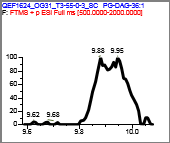 QEF1624_OG31_T3-55-0-3_SC PG-DAG-36:1
F: FTMS + p ESI Full ms [500.0000-2000.0000]
9.88 9.95
100
80
60
40
20
0
9.62 9.68
9.6 9.8 10.0